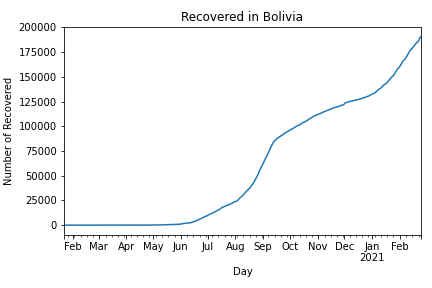 Recovered in Bolivia
Number of Recovered
200000
175000
150000
125000
100000
75000
50000
25000
0
Feb Mar Apr May Jun Jul Aug Sep Oct Nov Dec Jan Feb
2021
Day